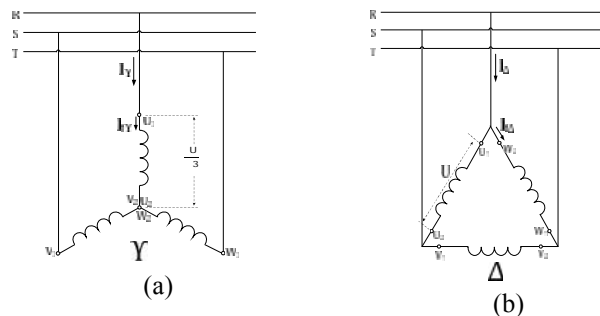 R
S
T
I_Y
I_fY
U_1
U
3
V_2 U_2
W_2
V_1
W_1
Y
(a)
R
S
T
I_Δ
I_fΔ
U_1
W_2
U
U_2
W_1
V_1
V_2
Δ
(b)